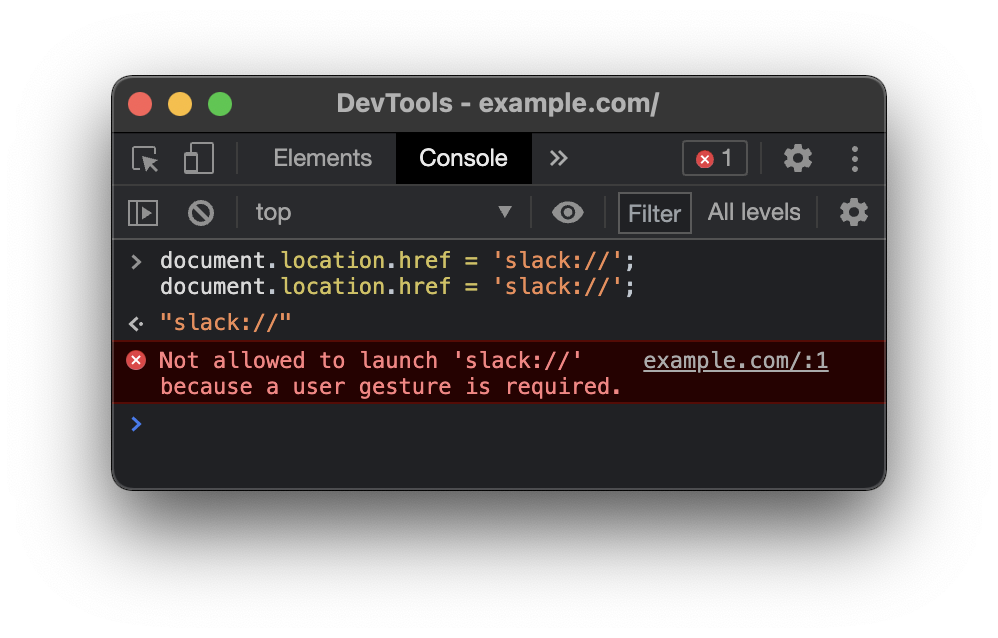 DevTools - example.com/
Elements Console 1
top Filter All levels
document.location.href = 'slack://';
document.location.href = 'slack://';
"slack://"
Not allowed to launch 'slack://' example.com/:1
because a user gesture is required.